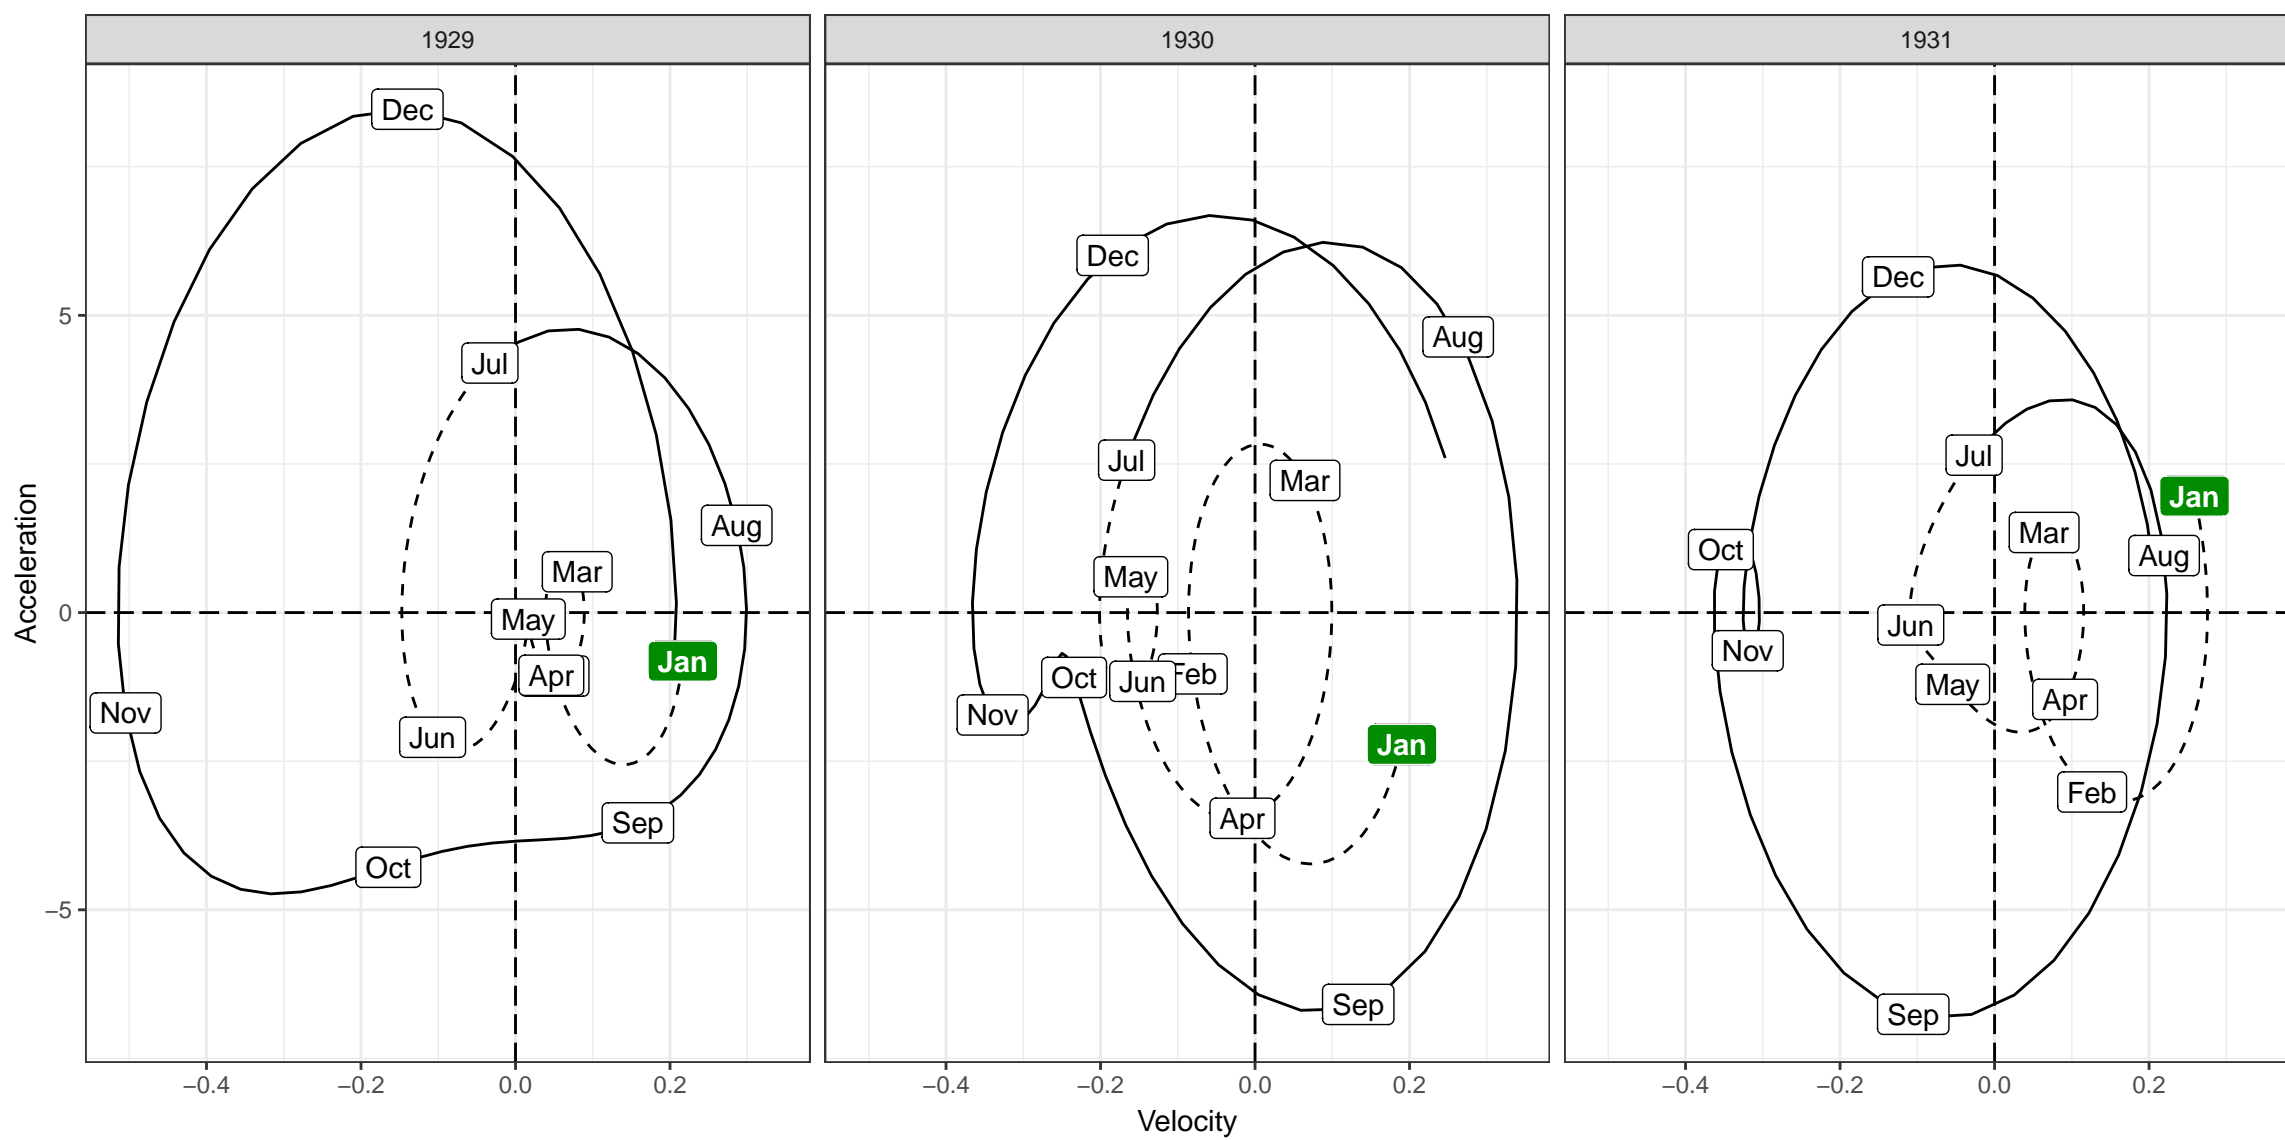 1929 1930 1931
Dec
Dec
Dec
5
Aug
Jul
Jul
Jul
Mar
Jan
Aug
Mar
Oct
Aug
Acceleration
Mar
May
0
May
Jun
Nov
Apr
Jan
Oct
Jun
Feb
May
Apr
Nov
Nov
Jun
Jan
Feb
Sep
Apr
Oct
−5
Sep
Sep
−0.4 −0.2 0.0 0.2 −0.4 −0.2 0.0 0.2 −0.4 −0.2 0.0 0.2
Velocity